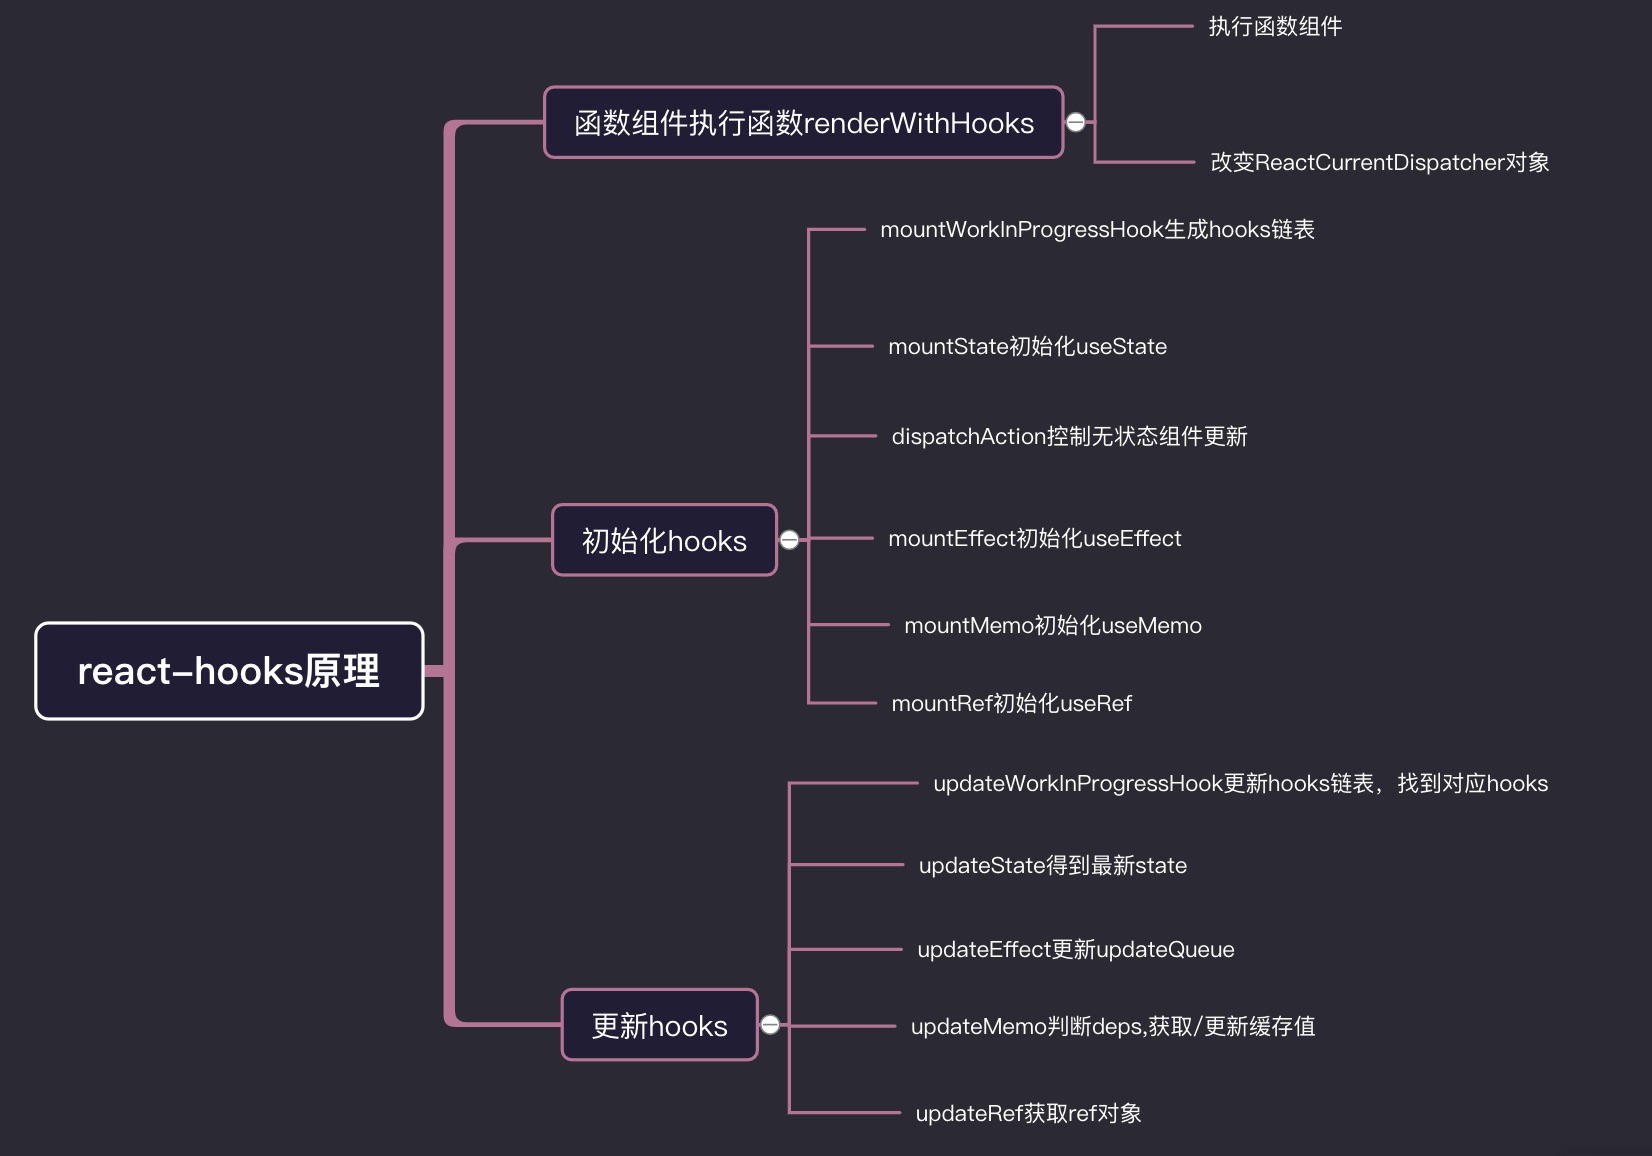 执行函数组件
函数组件执行函数renderWithHooks
改变ReactCurrentDispatcher对象
mountWorkInProgressHook生成hooks链表
mountState初始化useState
dispatchAction控制无状态组件更新
初始化hooks
mountEffect初始化useEffect
mountMemo初始化useMemo
react-hooks原理
mountRef初始化useRef
updateWorkInProgressHook更新hooks链表，找到对应hooks
updateState得到最新state
updateEffect更新updateQueue
更新hooks
updateMemo判断deps,获取/更新缓存值
updateRef获取ref对象